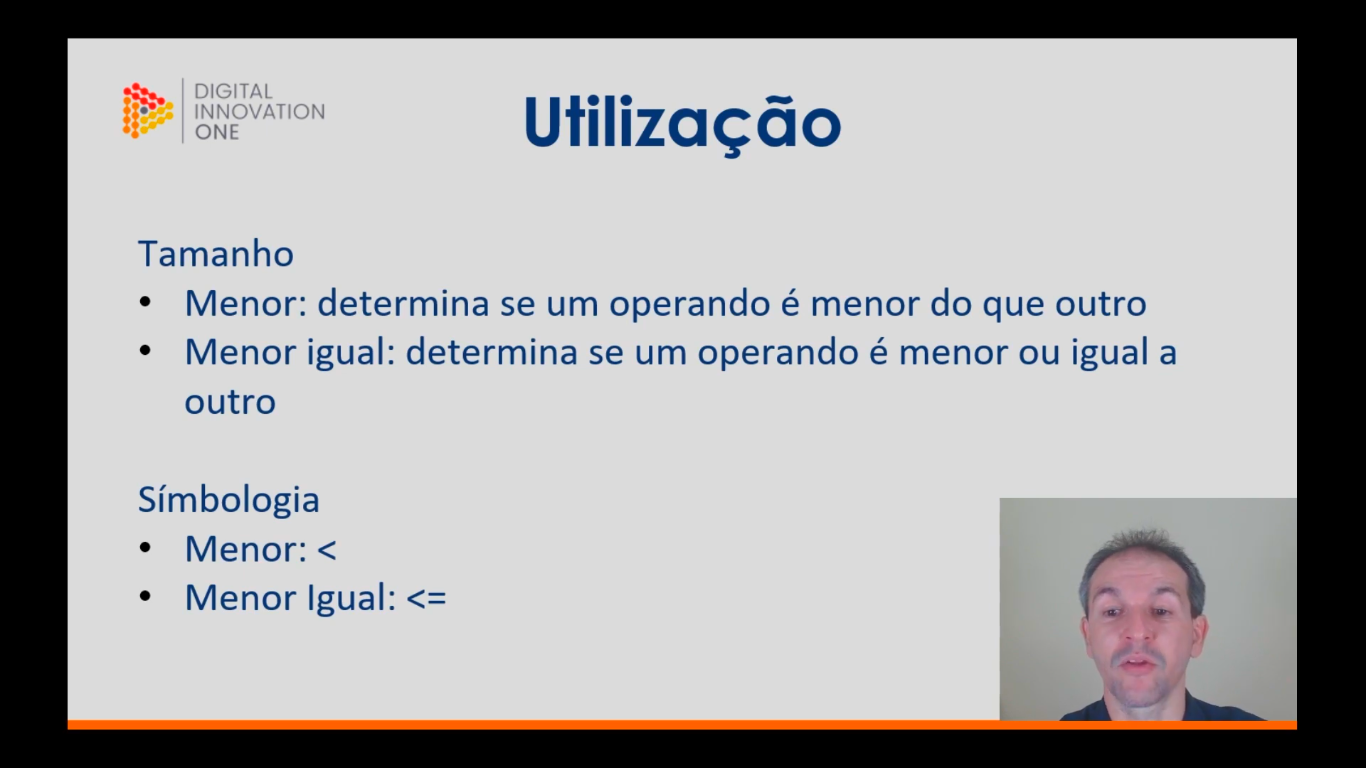 DIGITAL
INNOVATION
ONE
Utilização
Tamanho
• Menor: determina se um operando é menor do que outro
• Menor igual: determina se um operando é menor ou igual a
outro
Símbologia
• Menor: <
• Menor Igual: <=